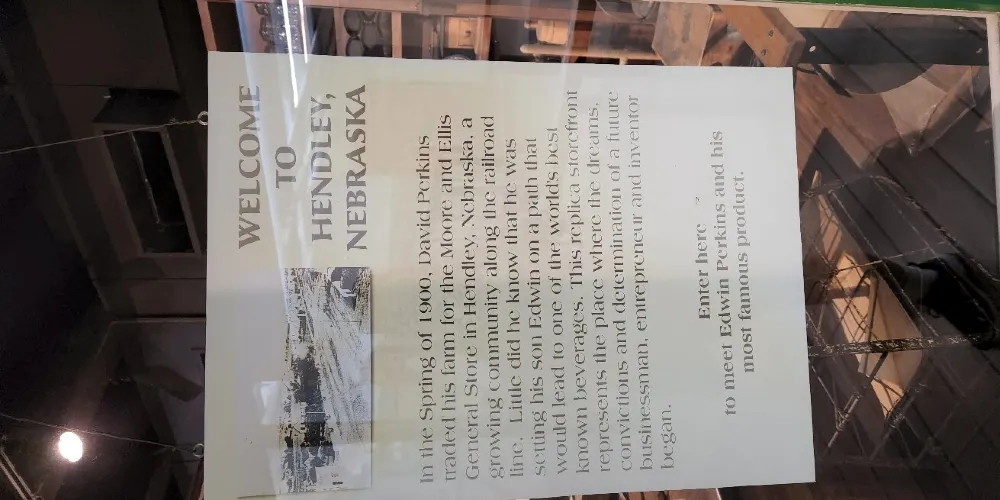 WELCOME
TO
HENDLEY,
NEBRASKA
In the Spring of 1900, David Perkins
traded his farm for the Moore and Ellis
General Store in Hendley, Nebraska, a
growing community along the railroad
line. Little did he know that he was
setting his son Edwin on a path that
would lead to one of the world's best
known beverages. This replica storefront
represents the place where the dreams,
convictions and determination of a future
businessman, entrepreneur and inventor
began.
Enter here
to meet Edwin Perkins and his
most famous product.